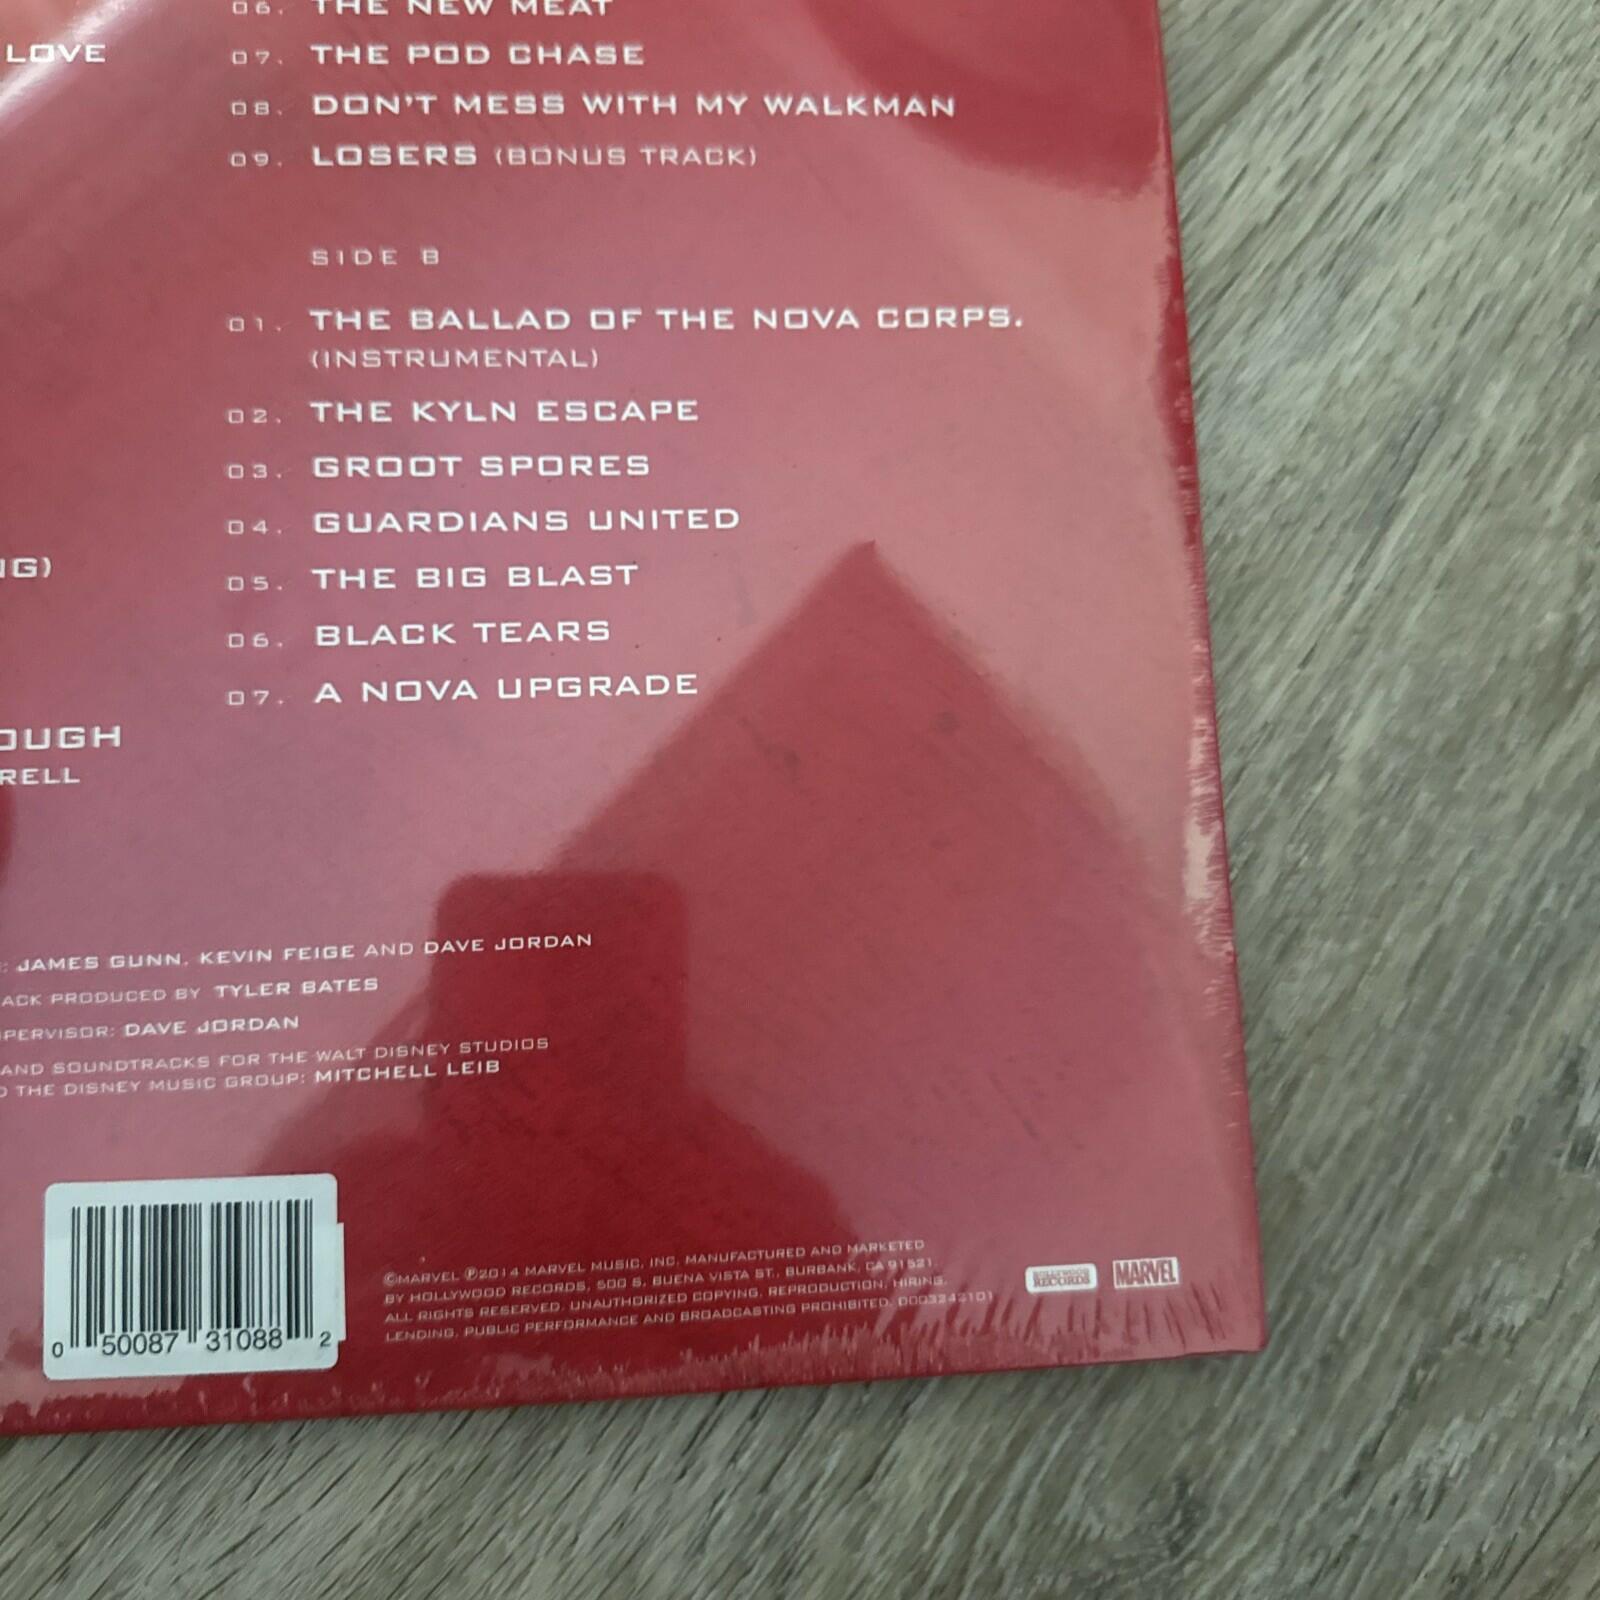 LOVE
NG)
OUGH
RELL
06. THE NEW MEAT
07. THE POD CHASE
08. DON'T MESS WITH MY WALKMAN
09. LOSERS (BONUS TRACK)
SIDE B
01. THE BALLAD OF THE NOVA CORPS.
(INSTRUMENTAL)
02. THE KYLN ESCAPE
03. GROOT SPORES
04. GUARDIANS UNITED
05. THE BIG BLAST
06. BLACK TEARS
07. A NOVA UPGRADE
: JAMES GUNN, KEVIN FEIGE AND DAVE JORDAN
ACK PRODUCED BY TYLER BATES
PERVISOR: DAVE JORDAN
AND SOUNDTRACKS FOR THE WALT DISNEY STUDIOS
D THE DISNEY MUSIC GROUP: MITCHELL LEIB
0 50087 31088 2
©MARVEL ℗2014 MARVEL MUSIC, INC. MANUFACTURED AND MARKETED
BY HOLLYWOOD RECORDS, 500 S. BUENA VISTA ST., BURBANK, CA 91521.
ALL RIGHTS RESERVED. UNAUTHORIZED COPYING, REPRODUCTION, HIRING,
LENDING, PUBLIC PERFORMANCE AND BROADCASTING PROHIBITED. D003243101
HOLLYWOOD RECORDS
MARVEL